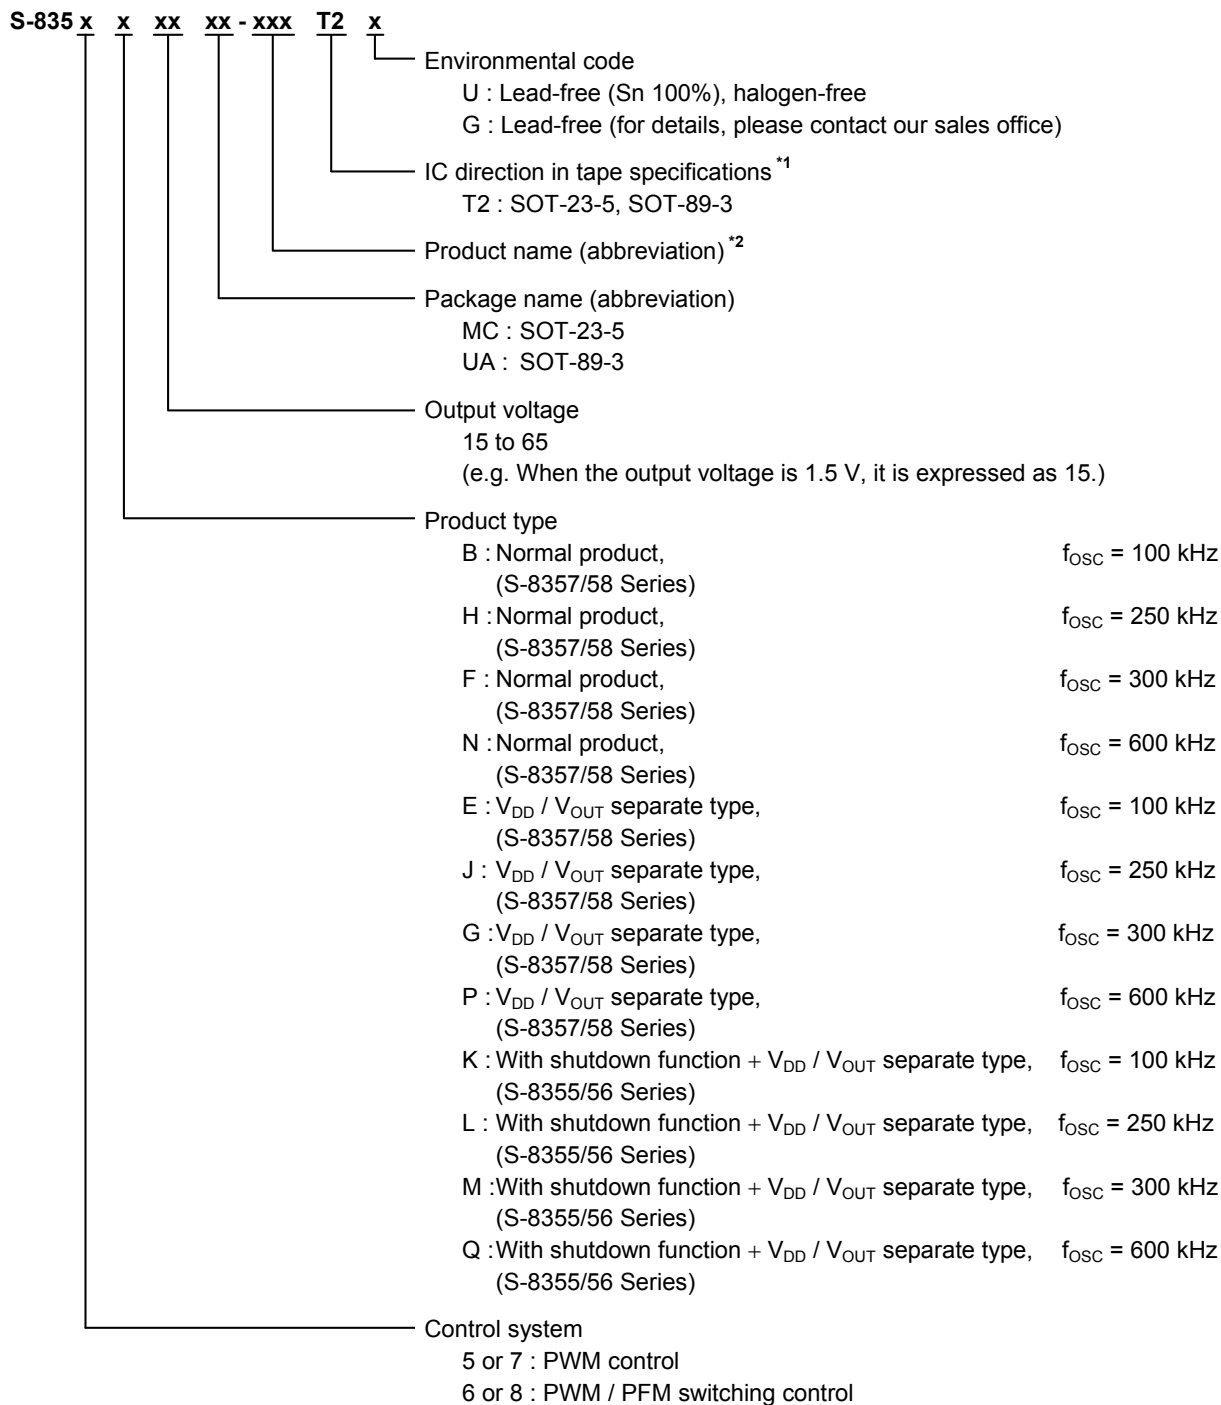 S-835 x x xx xx - xxx T2 x
Environmental code
U : Lead-free (Sn 100%), halogen-free
G : Lead-free (for details, please contact our sales office)
IC direction in tape specifications *1
T2 : SOT-23-5, SOT-89-3
Product name (abbreviation) *2
Package name (abbreviation)
MC : SOT-23-5
UA : SOT-89-3
Output voltage
15 to 65
(e.g. When the output voltage is 1.5 V, it is expressed as 15.)
Product type
B : Normal product, fOSC = 100 kHz
(S-8357/58 Series)
H : Normal product, fOSC = 250 kHz
(S-8357/58 Series)
F : Normal product, fOSC = 300 kHz
(S-8357/58 Series)
N : Normal product, fOSC = 600 kHz
(S-8357/58 Series)
E : VDD / VOUT separate type, fOSC = 100 kHz
(S-8357/58 Series)
J : VDD / VOUT separate type, fOSC = 250 kHz
(S-8357/58 Series)
G : VDD / VOUT separate type, fOSC = 300 kHz
(S-8357/58 Series)
P : VDD / VOUT separate type, fOSC = 600 kHz
(S-8357/58 Series)
K : With shutdown function + VDD / VOUT separate type, fOSC = 100 kHz
(S-8355/56 Series)
L : With shutdown function + VDD / VOUT separate type, fOSC = 250 kHz
(S-8355/56 Series)
M : With shutdown function + VDD / VOUT separate type, fOSC = 300 kHz
(S-8355/56 Series)
Q : With shutdown function + VDD / VOUT separate type, fOSC = 600 kHz
(S-8355/56 Series)
Control system
5 or 7 : PWM control
6 or 8 : PWM / PFM switching control